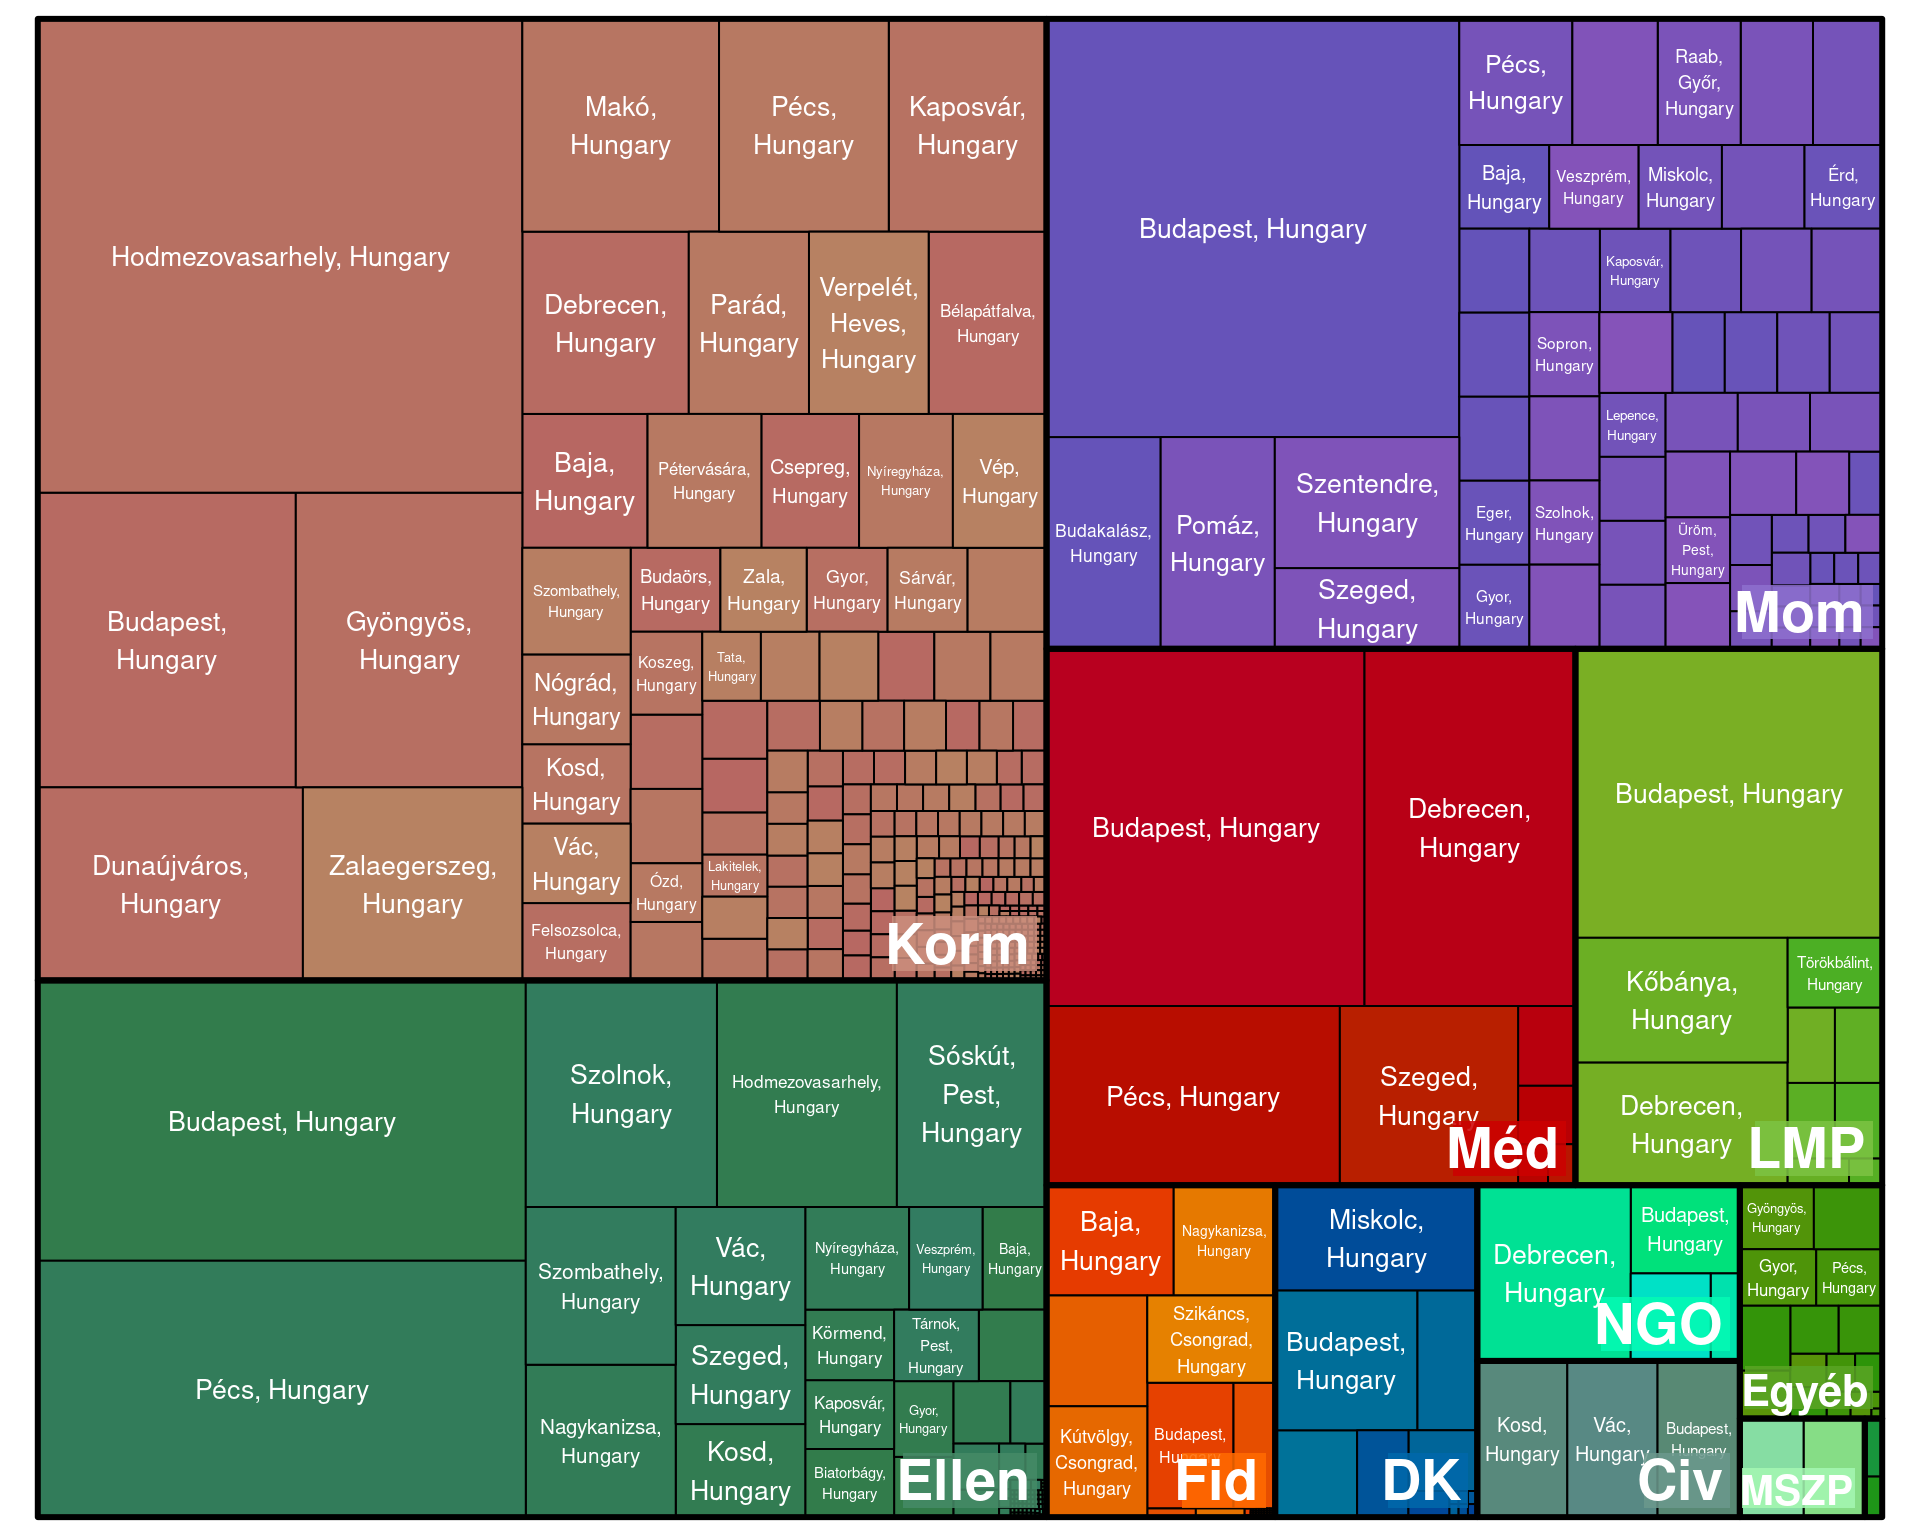 Hodmezovasarhely, Hungary
Makó,
Hungary
Pécs,
Hungary
Kaposvár,
Hungary
Debrecen,
Hungary
Parád,
Hungary
Verpelét,
Heves,
Hungary
Bélapátfalva,
Hungary
Baja,
Hungary
Pétervására,
Hungary
Csepreg,
Hungary
Nyíregyháza,
Hungary
Vép,
Hungary
Budapest,
Hungary
Gyöngyös,
Hungary
Dunaújváros,
Hungary
Zalaegerszeg,
Hungary
Szombathely,
Hungary
Budaörs,
Hungary
Zala,
Hungary
Gyor,
Hungary
Sárvár,
Hungary
Nógrád,
Hungary
Koszeg,
Hungary
Tata,
Hungary
Kosd,
Hungary
Vác,
Hungary
Ózd,
Hungary
Lakitelek,
Hungary
Felsozsolca,
Hungary
Korm
Budapest, Hungary
Pécs,
Hungary
Raab,
Győr,
Hungary
Baja,
Hungary
Veszprém,
Hungary
Miskolc,
Hungary
Érd,
Hungary
Kaposvár,
Hungary
Sopron,
Hungary
Lepence,
Hungary
Budakalász,
Hungary
Pomáz,
Hungary
Szentendre,
Hungary
Szeged,
Hungary
Eger,
Hungary
Szolnok,
Hungary
Üröm,
Pest,
Hungary
Gyor,
Hungary
Mom
Budapest, Hungary
Debrecen,
Hungary
Pécs, Hungary
Szeged,
Hungary
Méd
Budapest, Hungary
Kőbánya,
Hungary
Törökbálint,
Hungary
Debrecen,
Hungary
LMP
Budapest, Hungary
Pécs, Hungary
Szolnok,
Hungary
Hodmezovasarhely,
Hungary
Sóskút,
Pest,
Hungary
Szombathely,
Hungary
Vác,
Hungary
Nyíregyháza,
Hungary
Veszprém,
Hungary
Baja,
Hungary
Szeged,
Hungary
Körmend,
Hungary
Tárnok,
Pest,
Hungary
Nagykanizsa,
Hungary
Kaposvár,
Hungary
Gyor,
Hungary
Kosd,
Hungary
Biatorbágy,
Hungary
Ellen
Baja,
Hungary
Nagykanizsa,
Hungary
Szikáncs,
Csongrad,
Hungary
Kútvölgy,
Csongrad,
Hungary
Budapest,
Hungary
Fid
Miskolc,
Hungary
Budapest,
Hungary
DK
Debrecen,
Hungary
Budapest,
Hungary
NGO
Kosd,
Hungary
Vác,
Hungary
Budapest,
Hungary
Civ
Gyöngyös,
Hungary
Gyor,
Hungary
Pécs,
Hungary
Egyéb
MSZP